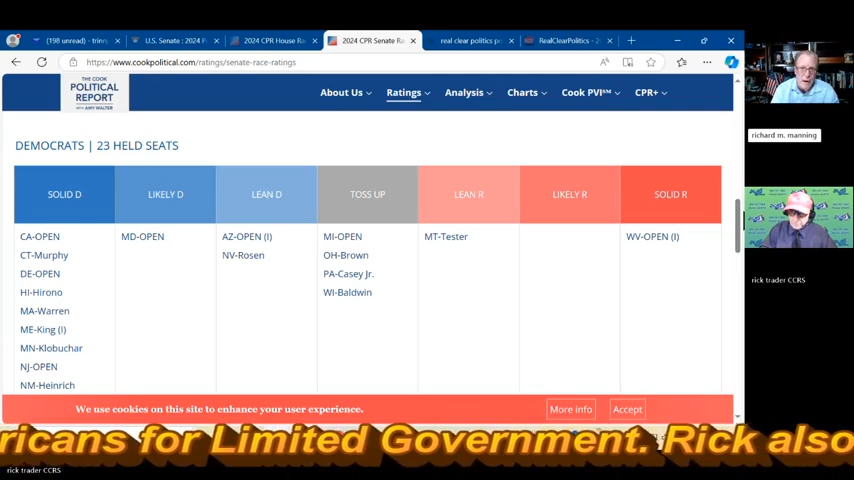 (198 unread) - trinn
U.S. Senate : 2024 P
2024 CPR House Ra
2024 CPR Senate Ra
real clear politics po
RealClearPolitics - 2
https://www.cookpolitical.com/ratings/senate-race-ratings
THE COOK
POLITICAL
REPORT
WITH AMY WALTER
About Us
Ratings
Analysis
Charts
Cook PVI℠
CPR+
richard m. manning
DEMOCRATS | 23 HELD SEATS
SOLID D
LIKELY D
LEAN D
TOSS UP
LEAN R
LIKELY R
SOLID R
CA-OPEN
MD-OPEN
AZ-OPEN (I)
MI-OPEN
MT-Tester
WV-OPEN (I)
CT-Murphy
NV-Rosen
OH-Brown
DE-OPEN
PA-Casey Jr.
HI-Hirono
WI-Baldwin
MA-Warren
ME-King (I)
MN-Klobuchar
NJ-OPEN
NM-Heinrich
rick trader CCRS
We use cookies on this site to enhance your user experience.
More info
Accept
ricans for Limited Government. Rick also
rick trader CCRS